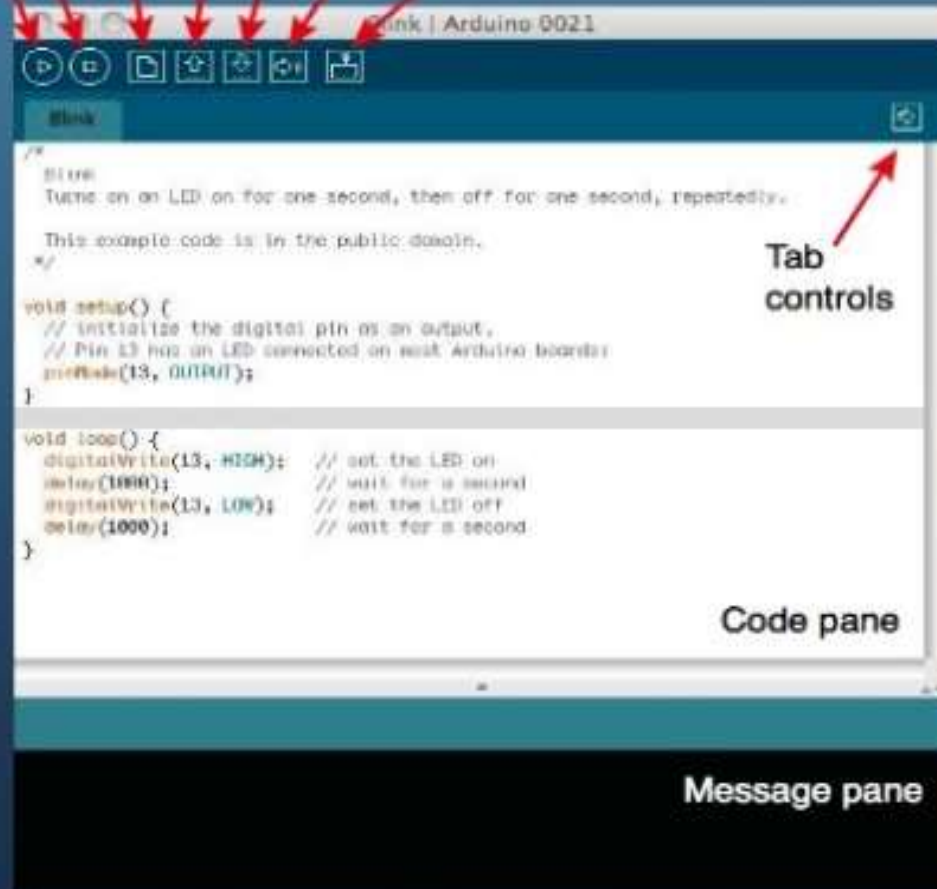 Blink | Arduino 0021
Blink
/*
Blink
Turns on an LED on for one second, then off for one second, repeatedly.
This example code is in the public domain.
*/
Tab
controls
void setup() {
// initialize the digital pin as an output.
// Pin 13 has an LED connected on most Arduino boards:
pinMode(13, OUTPUT);
}
void loop() {
digitalWrite(13, HIGH); // set the LED on
delay(1000); // wait for a second
digitalWrite(13, LOW); // set the LED off
delay(1000); // wait for a second
}
Code pane
Message pane